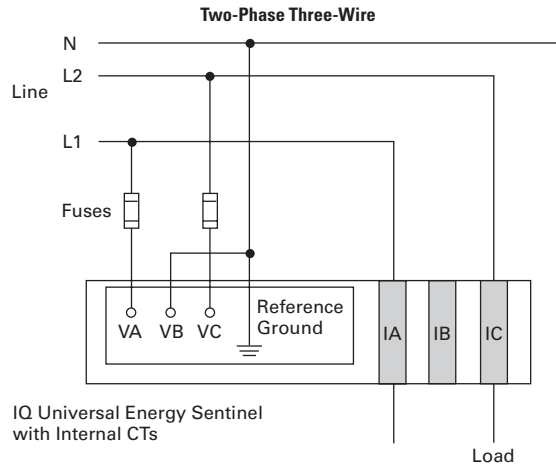 Two-Phase Three-Wire
N
L2
Line
L1
Fuses
VA VB VC
Reference
Ground
IA IB IC
IQ Universal Energy Sentinel
with Internal CTs
Load